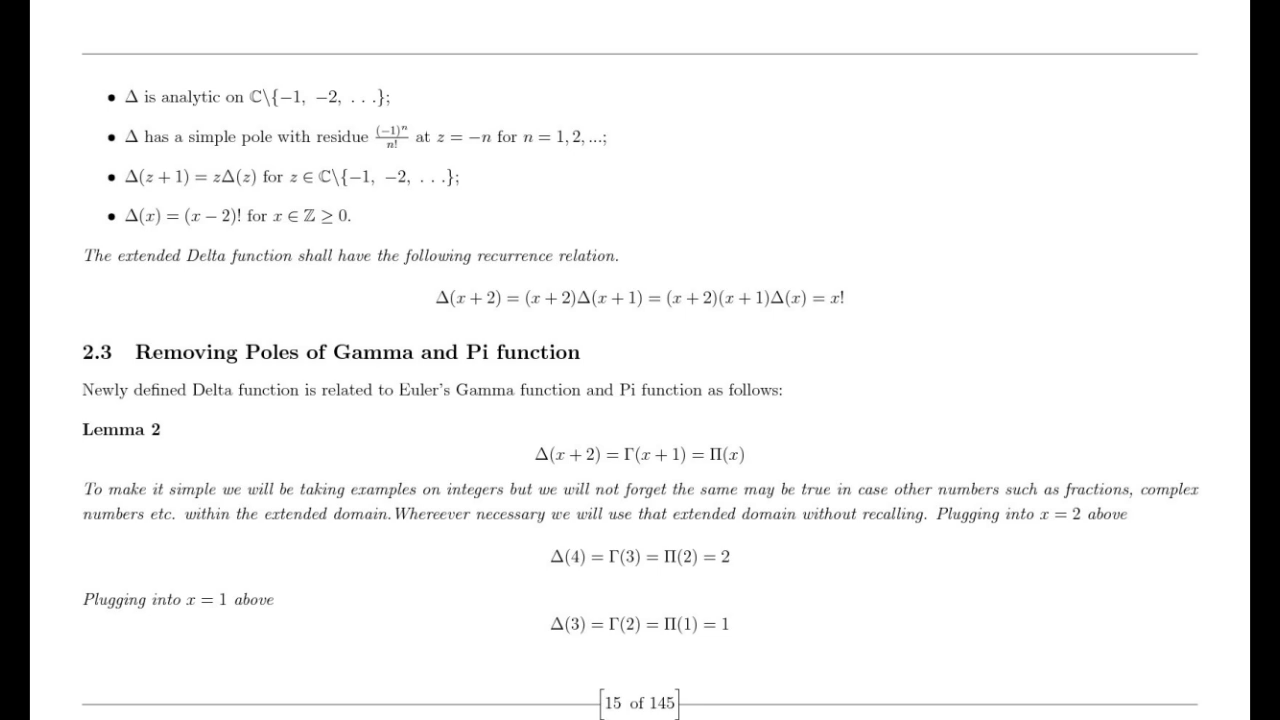 • Δ is analytic on ℂ\{−1, −2, . . .};
• Δ has a simple pole with residue (−1)ⁿ/n! at z = −n for n = 1, 2, ...;
• Δ(z + 1) = zΔ(z) for z ∈ ℂ\{−1, −2, . . .};
• Δ(x) = (x − 2)! for x ∈ ℤ ≥ 0.
The extended Delta function shall have the following recurrence relation.
Δ(x + 2) = (x + 2)Δ(x + 1) = (x + 2)(x + 1)Δ(x) = x!
2.3 Removing Poles of Gamma and Pi function
Newly defined Delta function is related to Euler's Gamma function and Pi function as follows:
Lemma 2
Δ(x + 2) = Γ(x + 1) = Π(x)
To make it simple we will be taking examples on integers but we will not forget the same may be true in case other numbers such as fractions, complex
numbers etc. within the extended domain. Whereever necessary we will use that extended domain without recalling. Plugging into x = 2 above
Δ(4) = Γ(3) = Π(2) = 2
Plugging into x = 1 above
Δ(3) = Γ(2) = Π(1) = 1
[15 of 145]